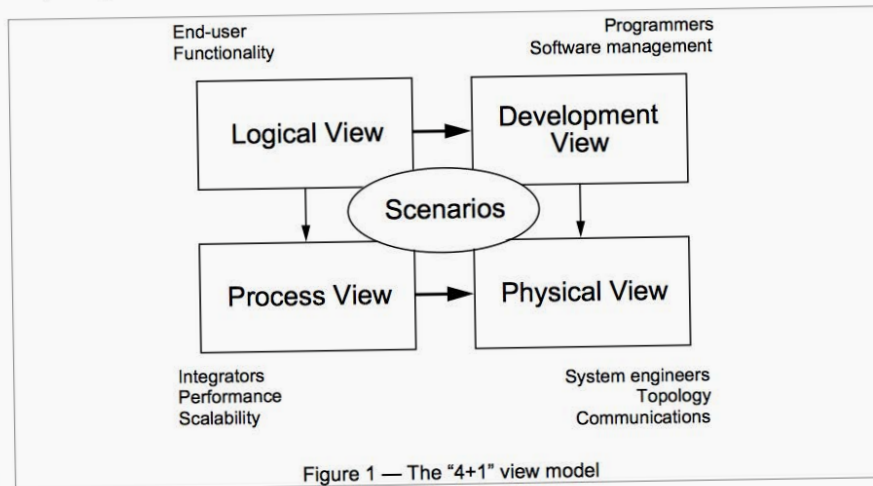 End-user
Functionality
Programmers
Software management
Logical View
Development
View
Scenarios
Process View
Physical View
Integrators
Performance
Scalability
System engineers
Topology
Communications
Figure 1 — The “4+1” view model